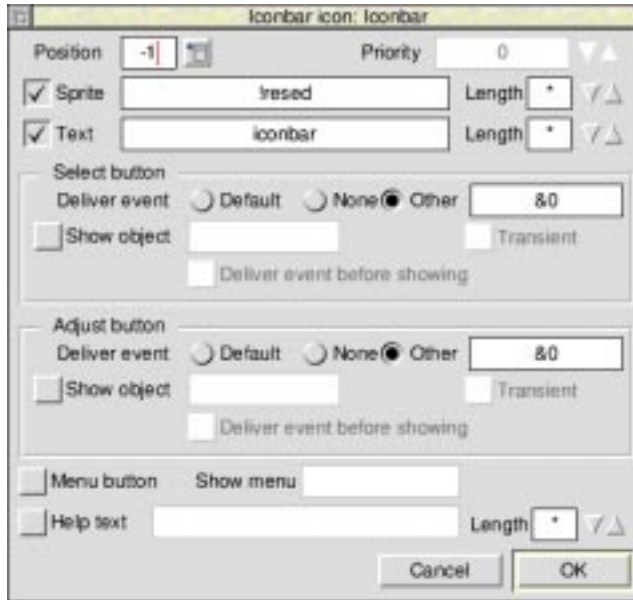 Iconbar icon: Iconbar
Position -1 Priority 0
Sprite !resed Length *
Text iconbar Length *
Select button
Deliver event Default None Other &0
Show object Transient
Deliver event before showing
Adjust button
Deliver event Default None Other &0
Show object Transient
Deliver event before showing
Menu button Show menu
Help text Length *
Cancel OK